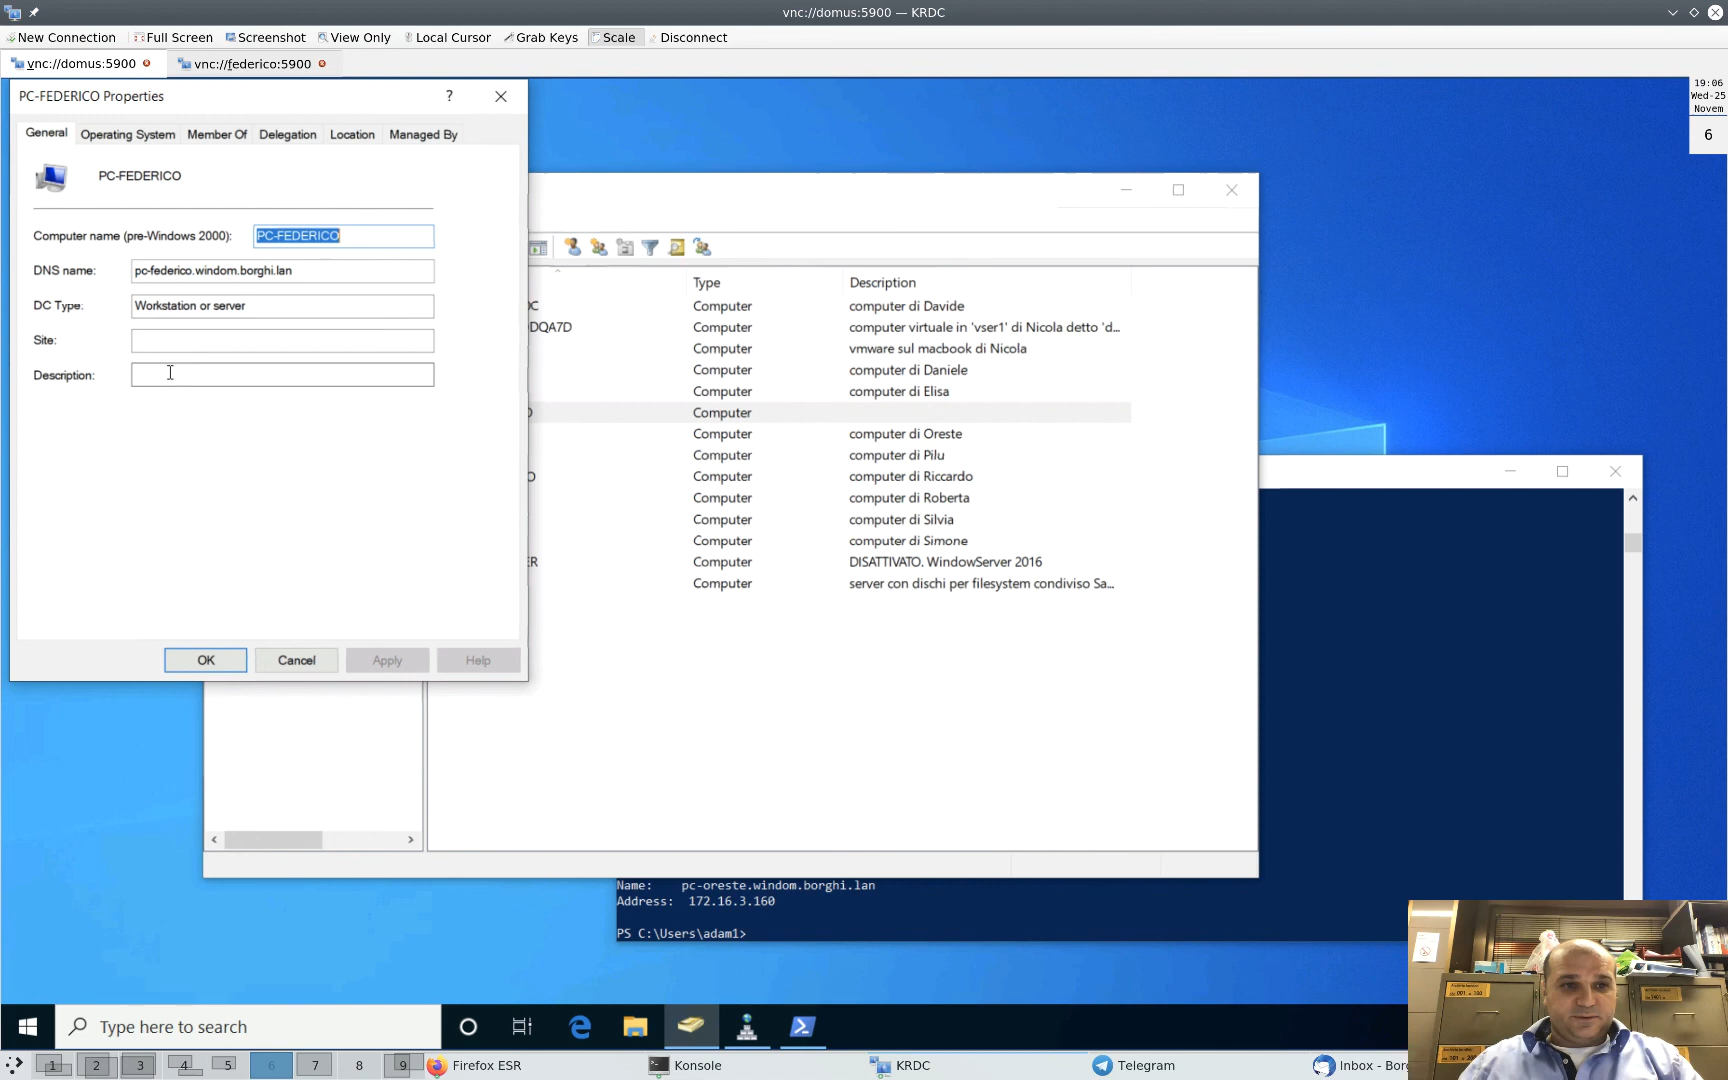 vnc://domus:5900 — KRDC
New Connection Full Screen Screenshot View Only Local Cursor Grab Keys Scale Disconnect
vnc://domus:5900 vnc://federico:5900
19:06
Wed-25
Novem
6
PC-FEDERICO Properties ?
General Operating System Member Of Delegation Location Managed By
PC-FEDERICO
Computer name (pre-Windows 2000): PC-FEDERICO
DNS name: pc-federico.windom.borghi.lan
DC Type: Workstation or server
Site:
Description:
OK Cancel Apply Help
Type Description
Computer computer di Davide
DQA7D Computer computer virtuale in 'vser1' di Nicola detto 'd...
Computer vmware sul macbook di Nicola
Computer computer di Daniele
Computer computer di Elisa
Computer
Computer computer di Oreste
Computer computer di Pilu
O Computer computer di Riccardo
Computer computer di Roberta
Computer computer di Silvia
Computer computer di Simone
ER Computer DISATTIVATO. WindowServer 2016
Computer server con dischi per filesystem condiviso Sa...
Name: pc-oreste.windom.borghi.lan
Address: 172.16.3.160
PS C:\Users\adam1>
Type here to search
1 2 3 4 5 6 7 8 9 Firefox ESR Konsole KRDC Telegram Inbox - Borg